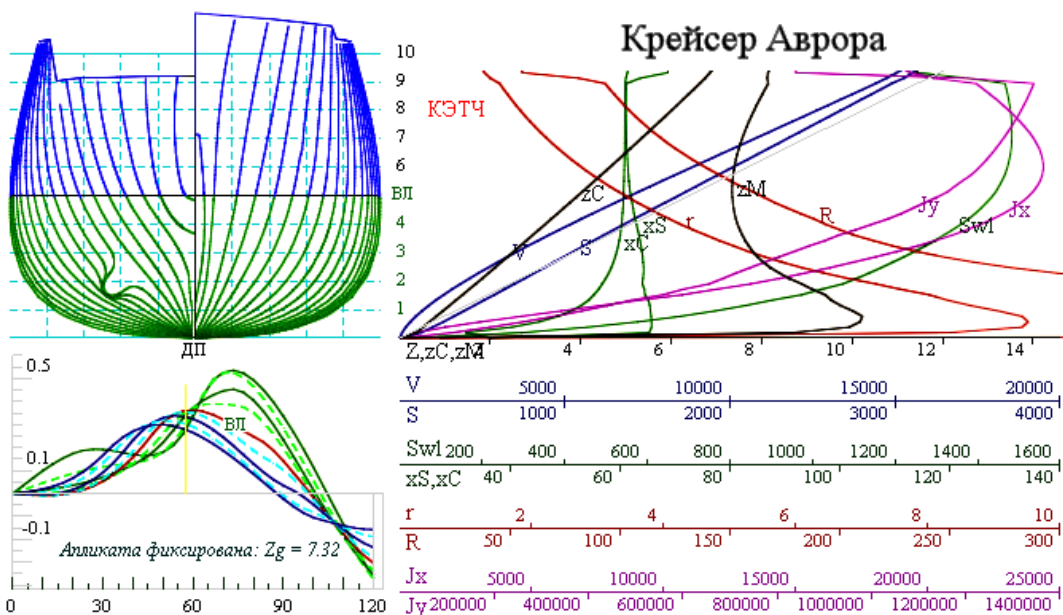 Крейсер Аврора
10
9
8
7
6
ВЛ
4
3
2
1
ДП
КЭТЧ
zC
zM
r
R
Jy
Jx
xS
Swl
V
S
xC
Z,zC,zM
4
6
8
10
12
14
0.5
0.1
-0.1
ВЛ
Апликата фиксирована: Zg = 7.32
0
30
60
90
120
V 5000 10000 15000 20000
S 1000 2000 3000 4000
Swl 200 400 600 800 1000 1200 1400 1600
xS,xC 40 60 80 100 120 140
r 2 4 6 8 10
R 50 100 150 200 250 300
Jx 5000 10000 15000 20000 25000
Jy 200000 400000 600000 800000 1000000 1200000 1400000